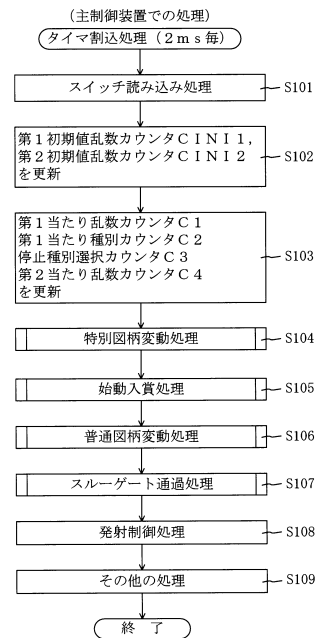 （主制御装置での処理）
タイマ割込処理（２ｍｓ毎）
スイッチ読み込み処理
S101
第１初期値乱数カウンタＣＩＮＩ１，
第２初期値乱数カウンタＣＩＮＩ２
を更新
S102
第１当たり乱数カウンタＣ１
第１当たり種別カウンタＣ２
停止種別選択カウンタＣ３
第２当たり乱数カウンタＣ４
を更新
S103
特別図柄変動処理
S104
始動入賞処理
S105
普通図柄変動処理
S106
スルーゲート通過処理
S107
発射制御処理
S108
その他の処理
S109
終　了